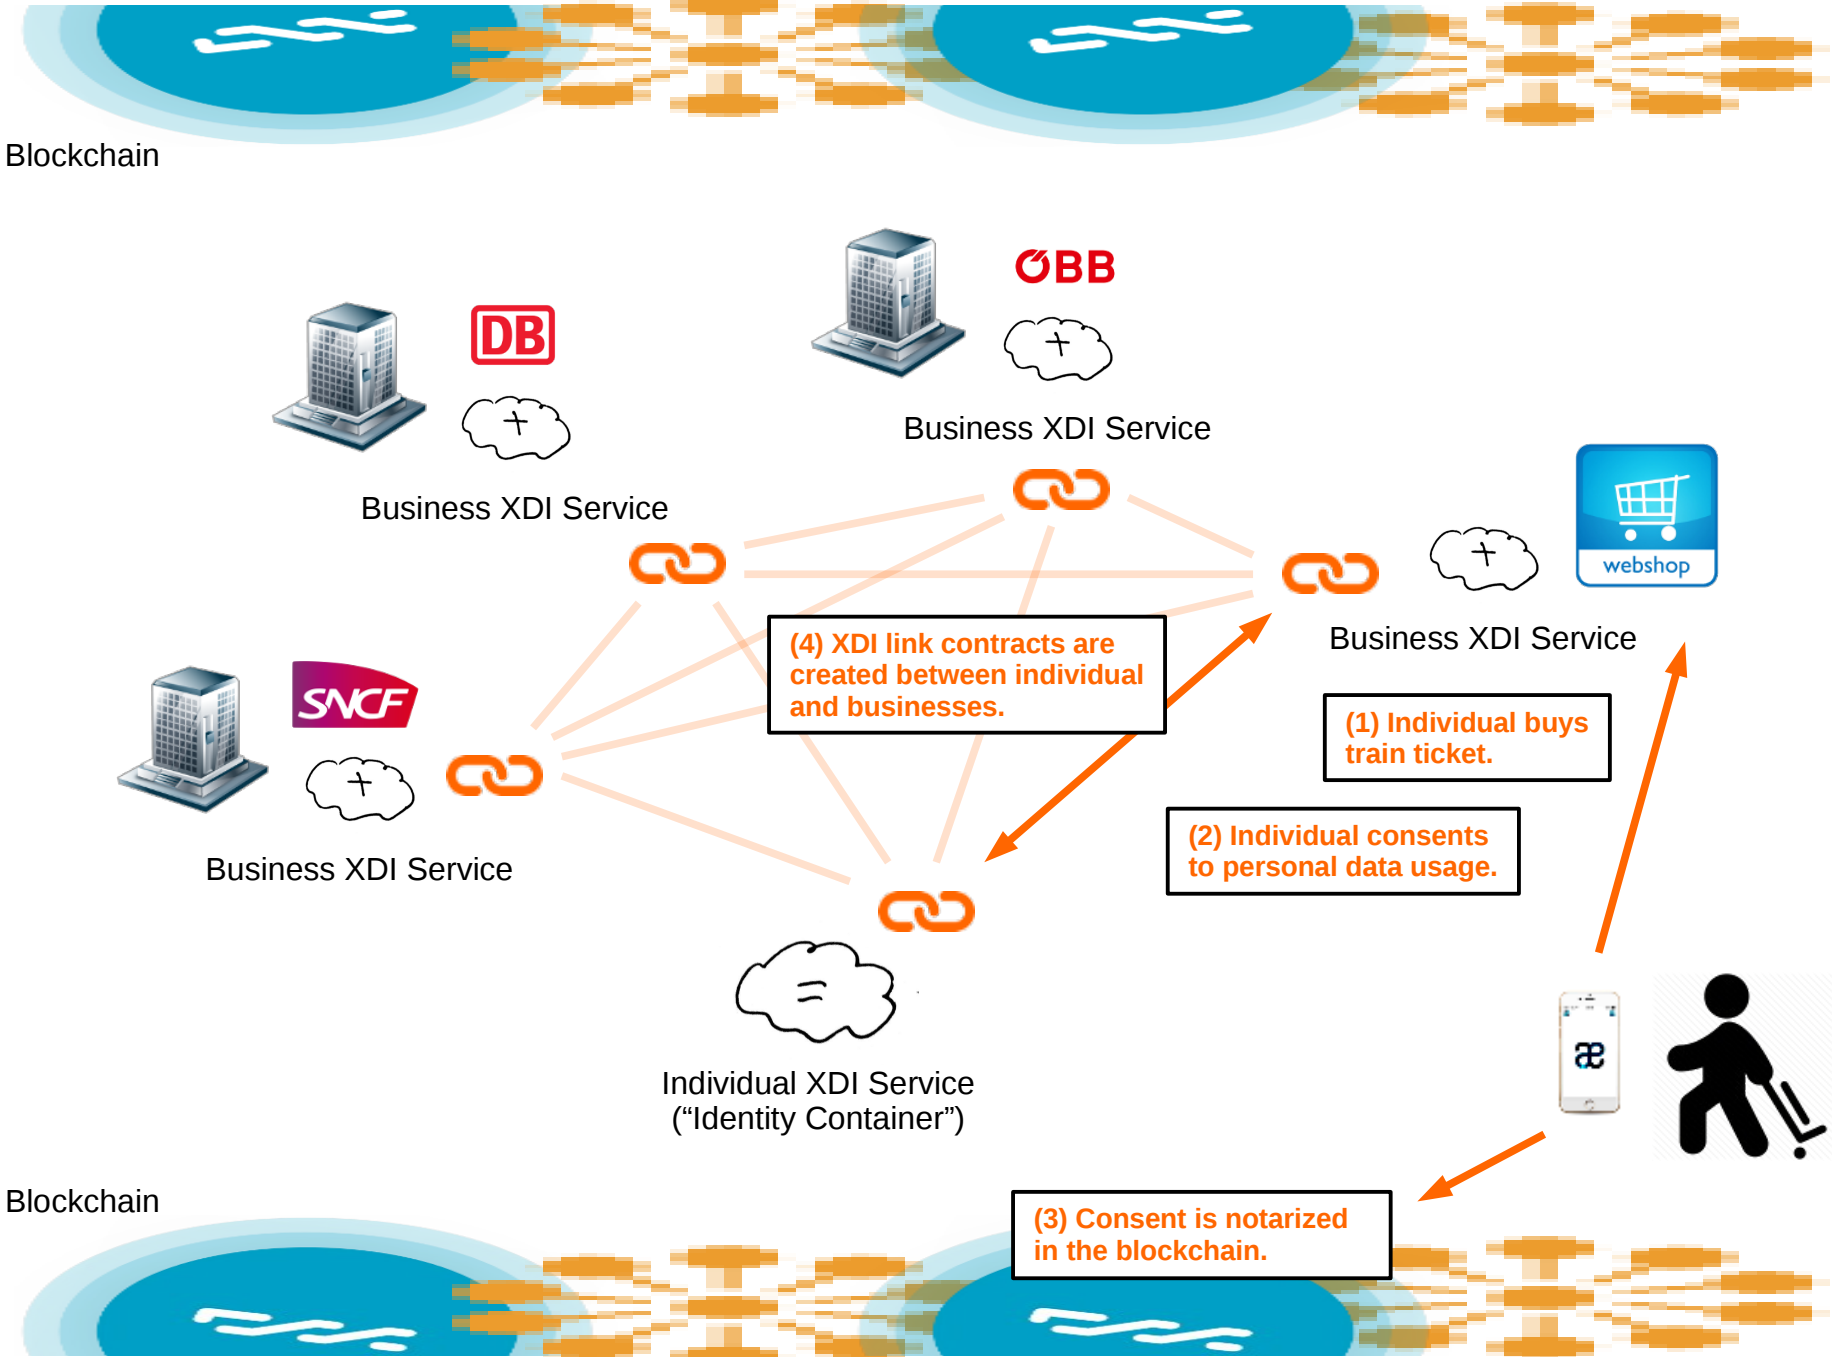 Blockchain
ÖBB
DB
Business XDI Service
Business XDI Service
webshop
Business XDI Service
(4) XDI link contracts are
created between individual
and businesses.
SNCF
(1) Individual buys
train ticket.
(2) Individual consents
to personal data usage.
Business XDI Service
æ
Individual XDI Service
(“Identity Container”)
Blockchain
(3) Consent is notarized
in the blockchain.